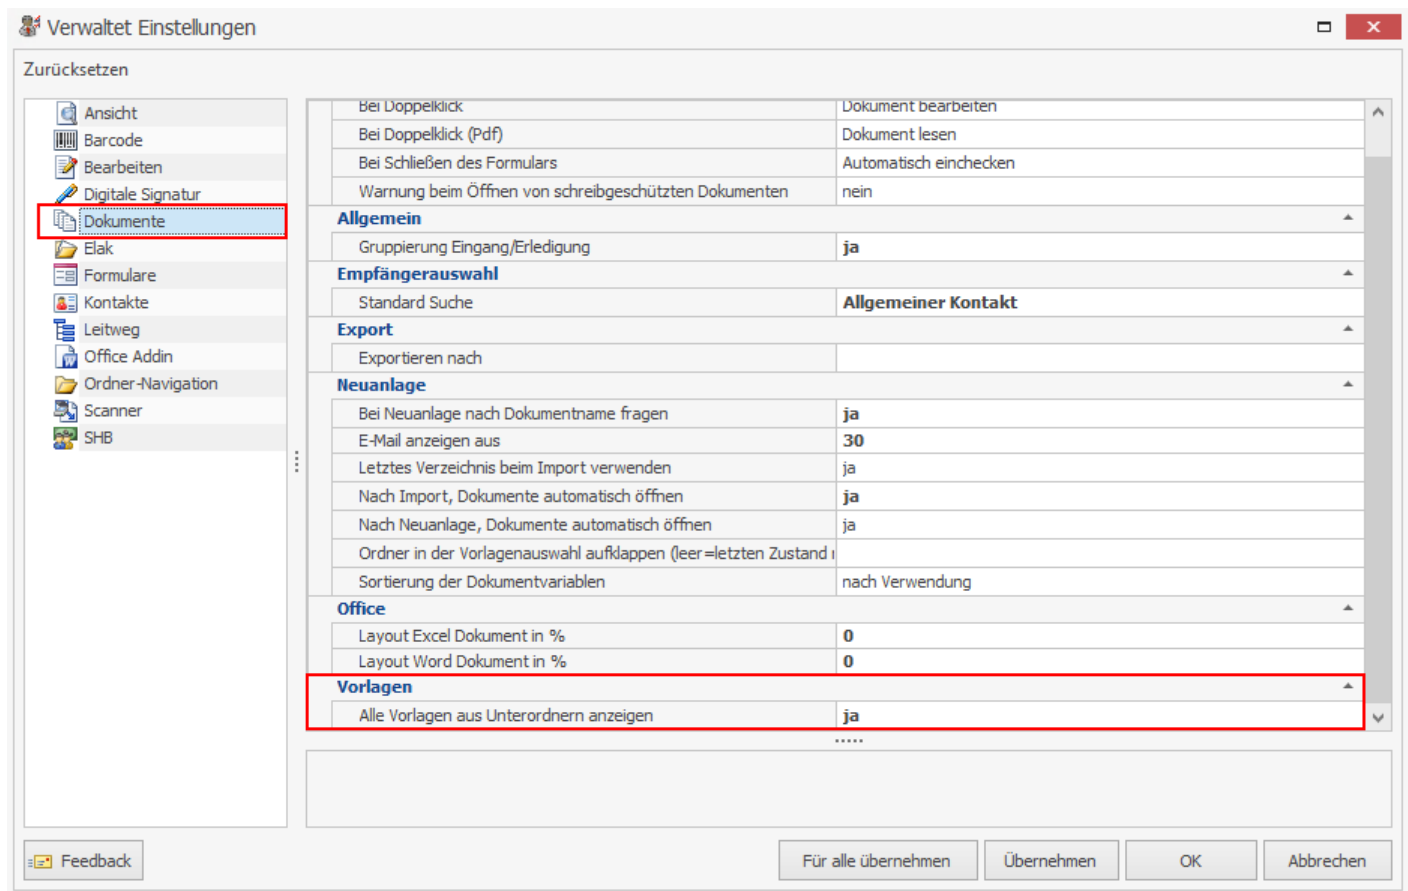 Verwaltet Einstellungen
Zurücksetzen
Ansicht
Barcode
Bearbeiten
Digitale Signatur
Dokumente
Elak
Formulare
Kontakte
Leitweg
Office Addin
Ordner-Navigation
Scanner
SHB
Bei Doppelklick Dokument bearbeiten
Bei Doppelklick (Pdf) Dokument lesen
Bei Schließen des Formulars Automatisch einchecken
Warnung beim Öffnen von schreibgeschützten Dokumenten nein
Allgemein
Gruppierung Eingang/Erledigung ja
Empfängerauswahl
Standard Suche Allgemeiner Kontakt
Export
Exportieren nach
Neuanlage
Bei Neuanlage nach Dokumentname fragen ja
E-Mail anzeigen aus 30
Letztes Verzeichnis beim Import verwenden ja
Nach Import, Dokumente automatisch öffnen ja
Nach Neuanlage, Dokumente automatisch öffnen ja
Ordner in der Vorlagenauswahl aufklappen (leer=letzten Zustand
Sortierung der Dokumentvariablen nach Verwendung
Office
Layout Excel Dokument in % 0
Layout Word Dokument in % 0
Vorlagen
Alle Vorlagen aus Unterordnern anzeigen ja
Feedback
Für alle übernehmen
Übernehmen
OK
Abbrechen